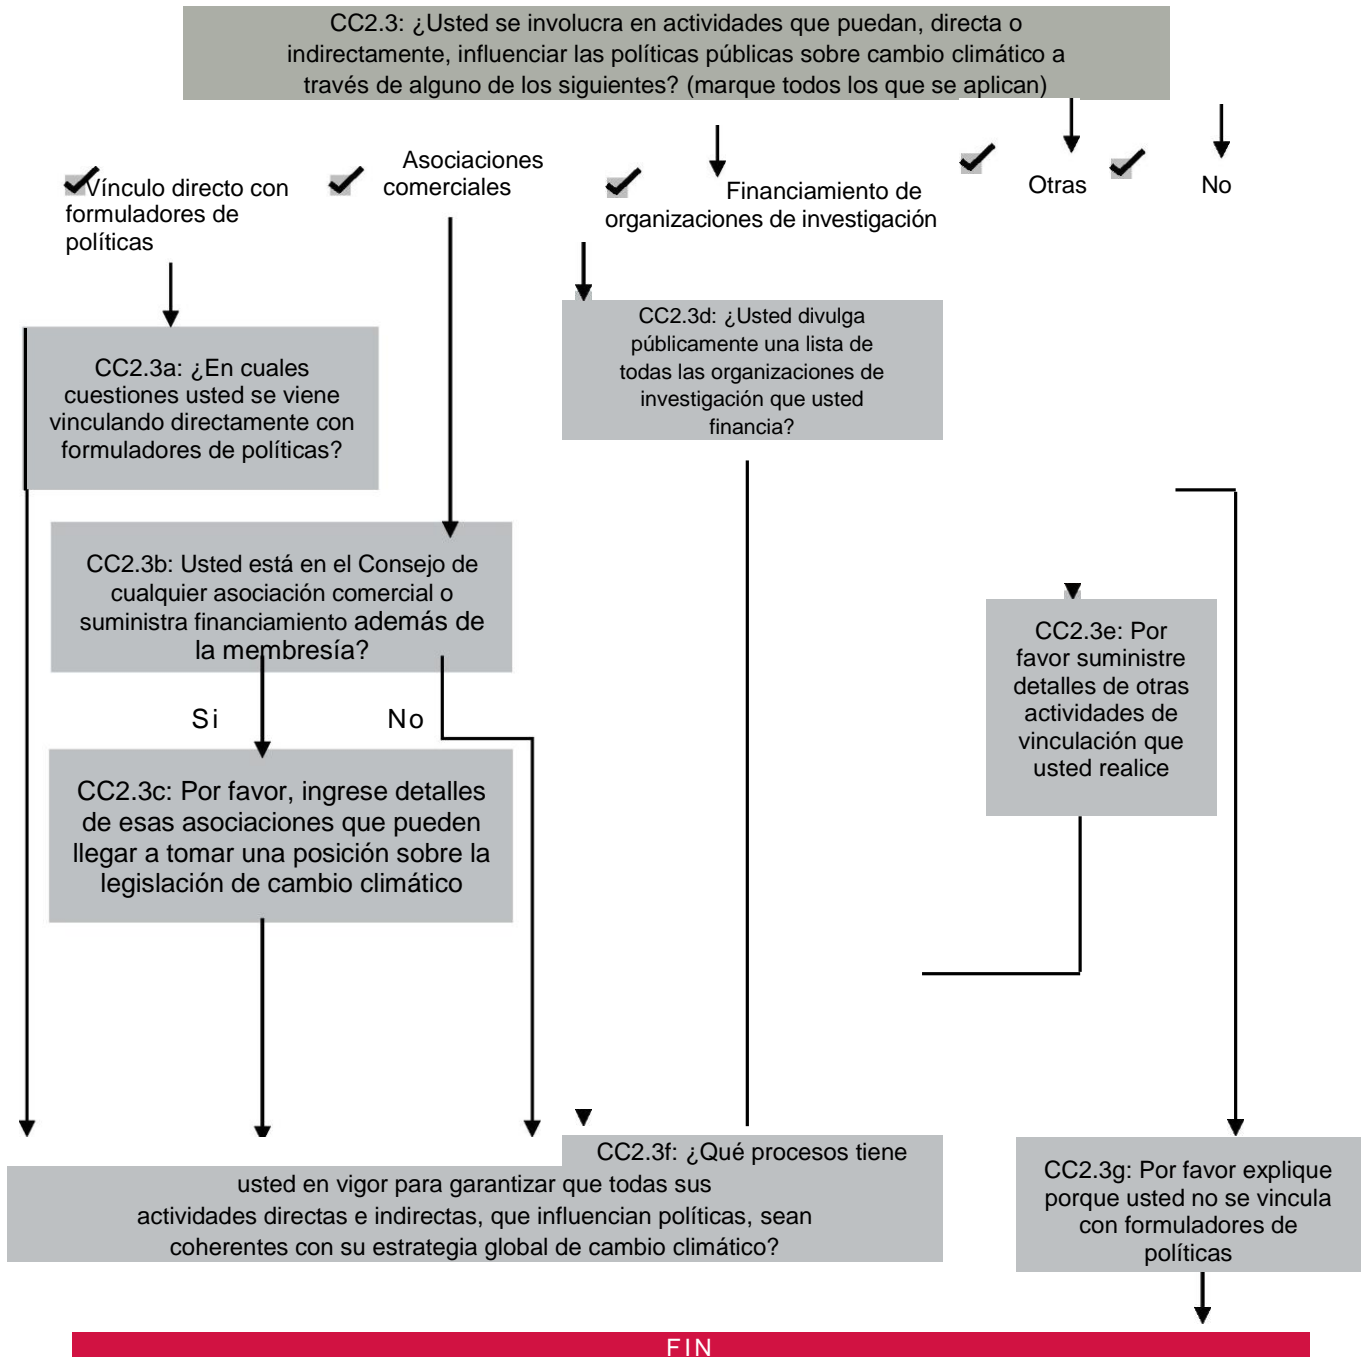 CC2.3: ¿Usted se involucra en actividades que puedan, directa o
indirectamente, influenciar las políticas públicas sobre cambio climático a
través de alguno de los siguientes? (marque todos los que se aplican)
Vínculo directo con
formuladores de
políticas
Asociaciones
comerciales
Financiamiento de
organizaciones de investigación
Otras
No
CC2.3a: ¿En cuales
cuestiones usted se viene
vinculando directamente con
formuladores de políticas?
CC2.3d: ¿Usted divulga
públicamente una lista de
todas las organizaciones de
investigación que usted
financia?
CC2.3b: Usted está en el Consejo de
cualquier asociación comercial o
suministra financiamiento además de
la membresía?
Si
No
CC2.3c: Por favor, ingrese detalles
de esas asociaciones que pueden
llegar a tomar una posición sobre la
legislación de cambio climático
CC2.3e: Por
favor suministre
detalles de otras
actividades de
vinculación que
usted realice
CC2.3f: ¿Qué procesos tiene
usted en vigor para garantizar que todas sus
actividades directas e indirectas, que influencian políticas, sean
coherentes con su estrategia global de cambio climático?
CC2.3g: Por favor explique
porque usted no se vincula
con formuladores de
políticas
FIN